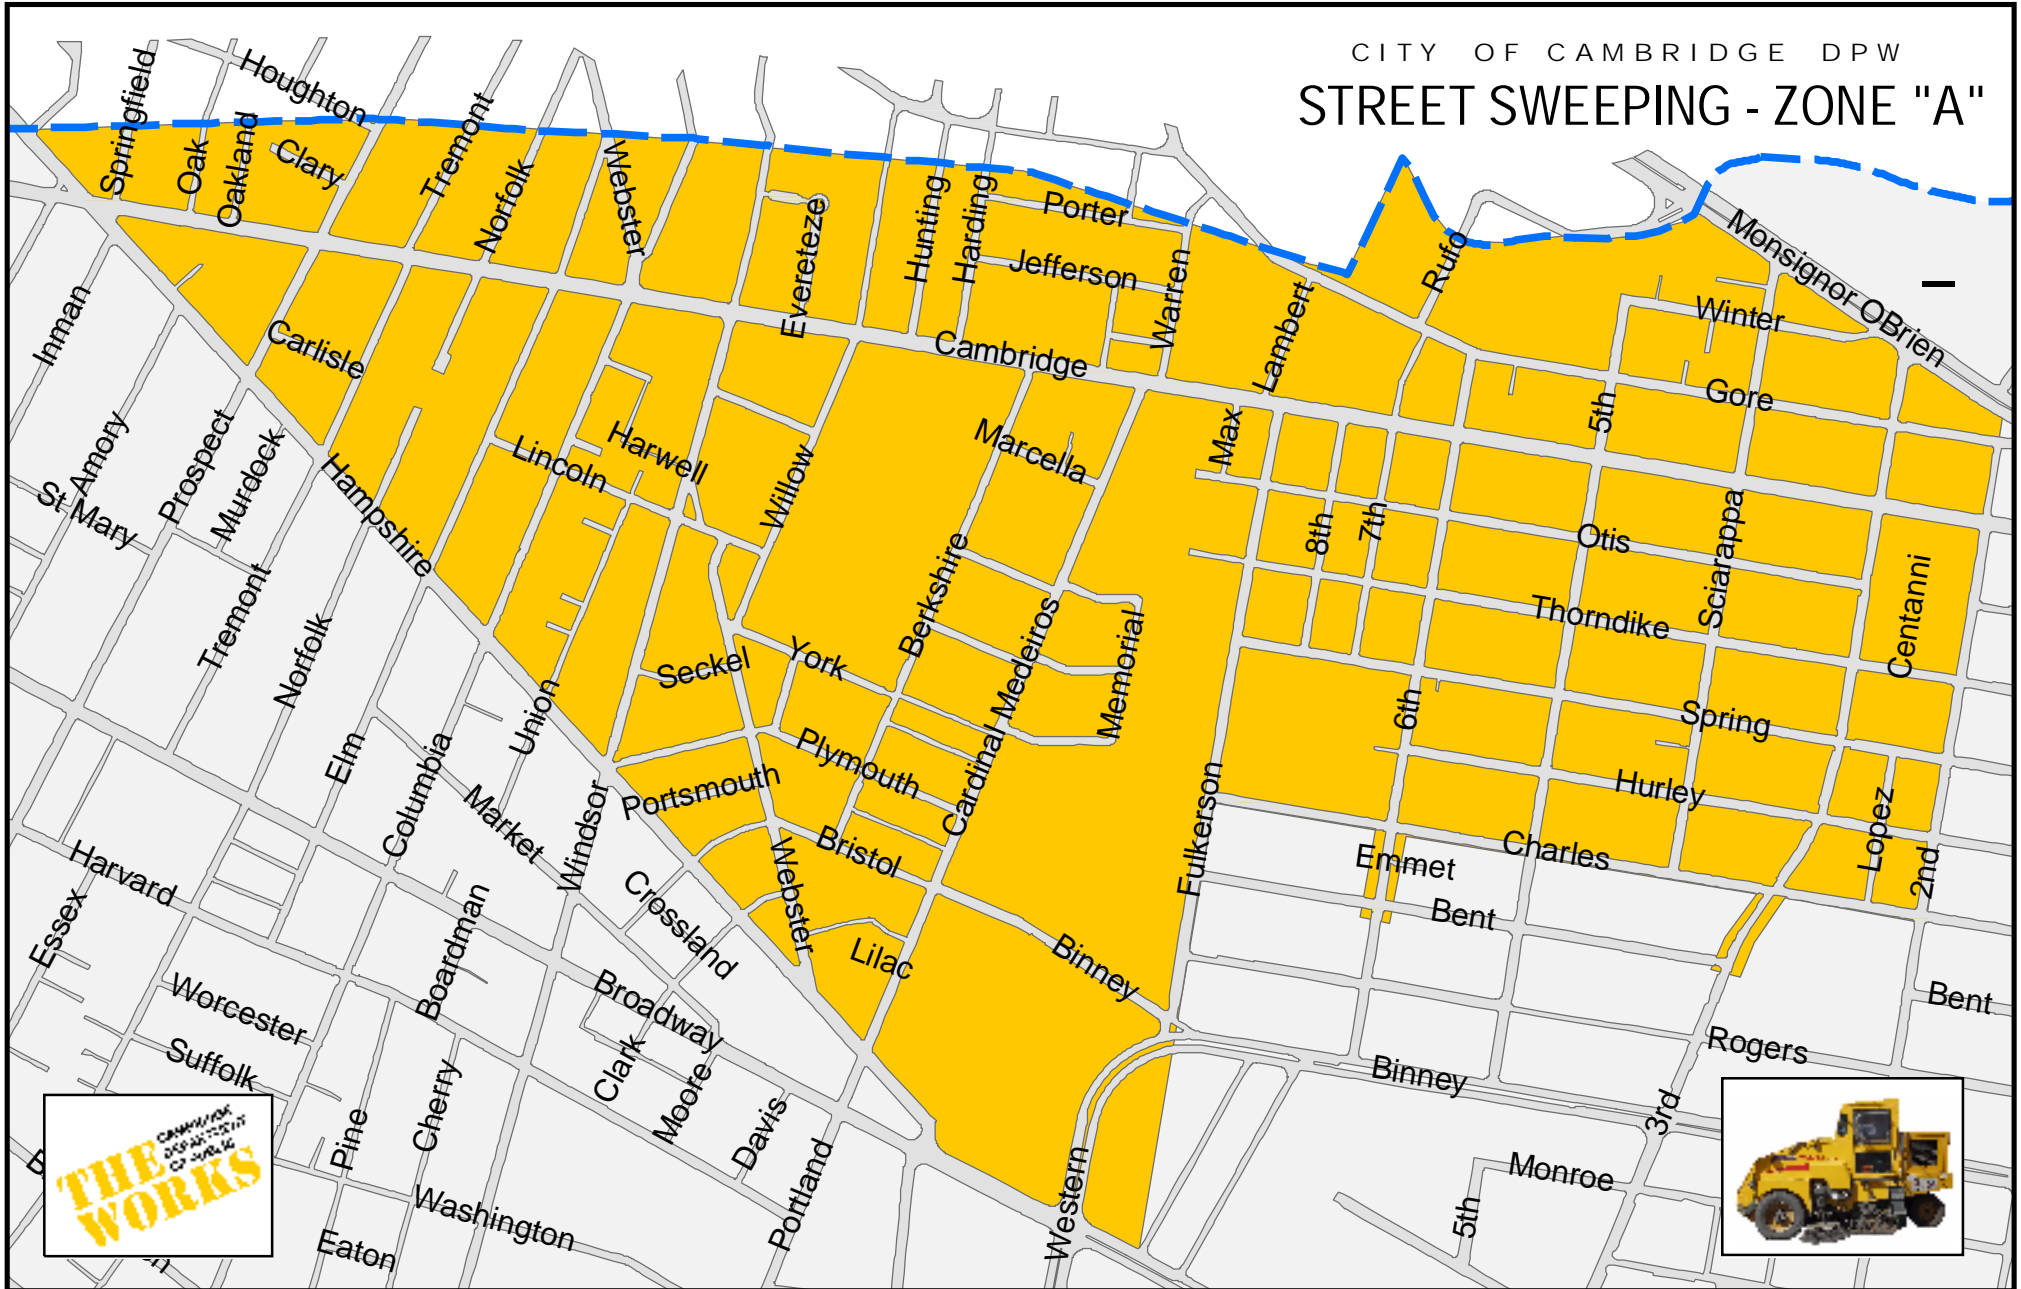 CITY OF CAMBRIDGE DPW
STREET SWEEPING - ZONE "A"
Springfield
Houghton
Oak
Oakland
Clary
Tremont
Norfolk
Webster
Evereteze
Hunting
Harding
Porter
Jefferson
Warren
Lambert
Rufo
Monsignor OBrien
Winter
Gore
Inman
Carlisle
Cambridge
5th
Max
Amory
Prospect
Murdock
St Mary
Hampshire
Lincoln
Harwell
Willow
Marcella
8th
7th
Otis
Sciarappa
Tremont
Norfolk
Berkshire
Thorndike
Centanni
Seckel
York
Cardinal Medeiros
Memorial
6th
Spring
Union
Elm
Columbia
Market
Windsor
Portsmouth
Plymouth
Bristol
Fulkerson
Hurley
Charles
Lopez
2nd
Emmet
Bent
Harvard
Essex
Boardman
Crossland
Webster
Lilac
Binney
Bent
Worcester
Suffolk
Broadway
Clark
Moore
Davis
Portland
Binney
Rogers
3rd
Pine
Cherry
Washington
Eaton
Western
Monroe
5th
CAMBRIDGE
DEPARTMENT
OF PUBLIC
THE
WORKS